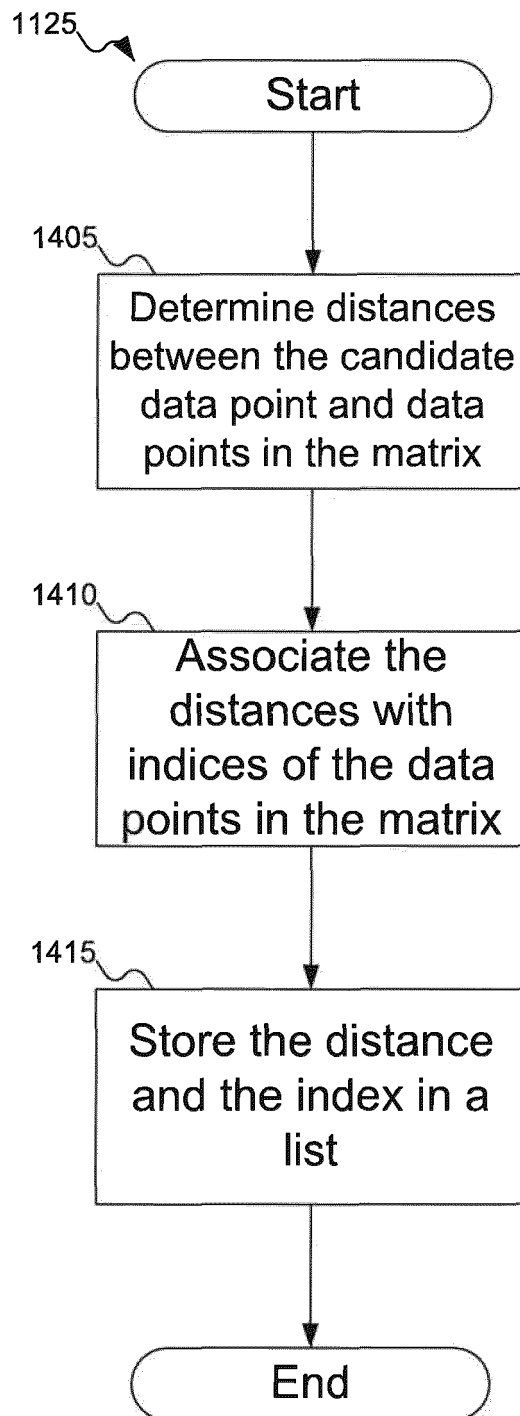 1125
Start
1405
Determine distances
between the candidate
data point and data
points in the matrix
1410
Associate the
distances with
indices of the data
points in the matrix
1415
Store the distance
and the index in a
list
End